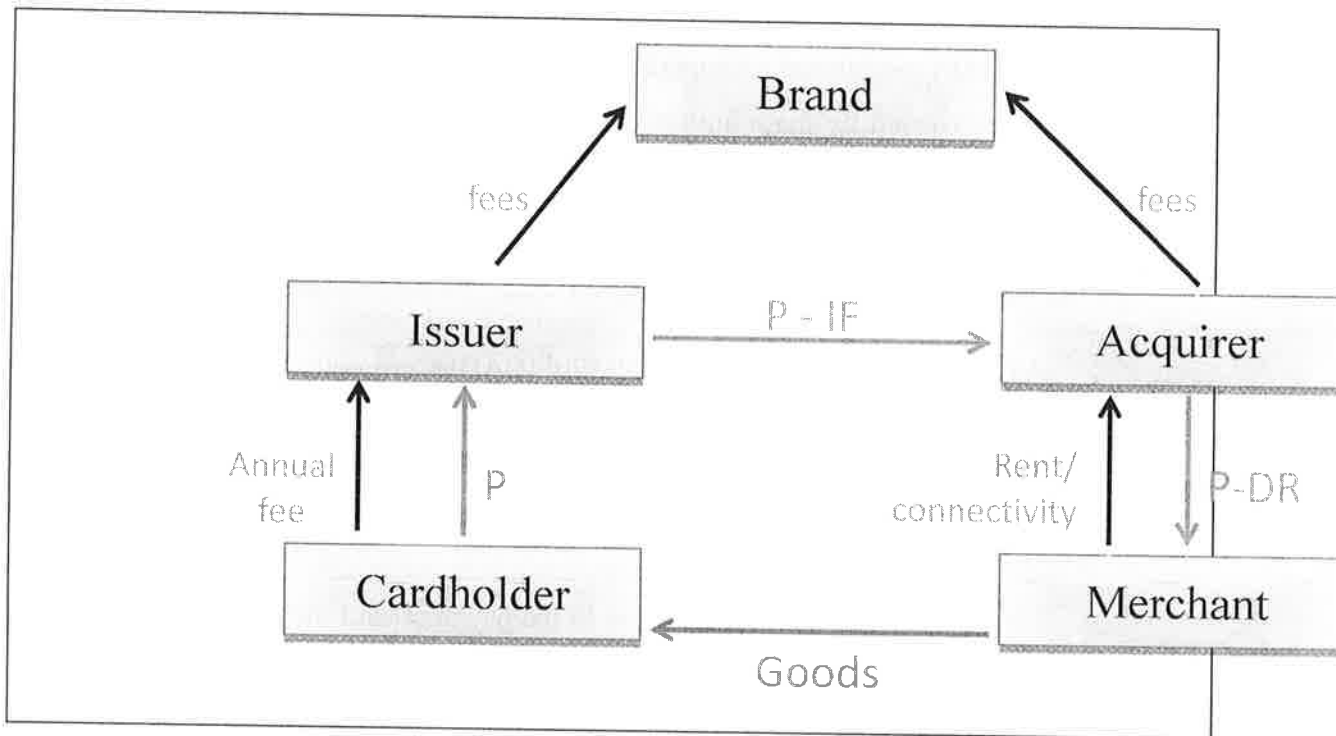 Brand
fees
fees
Issuer
P - IF
Acquirer
Annual
fee
P
Rent/
connectivity
P-DR
Cardholder
Merchant
Goods